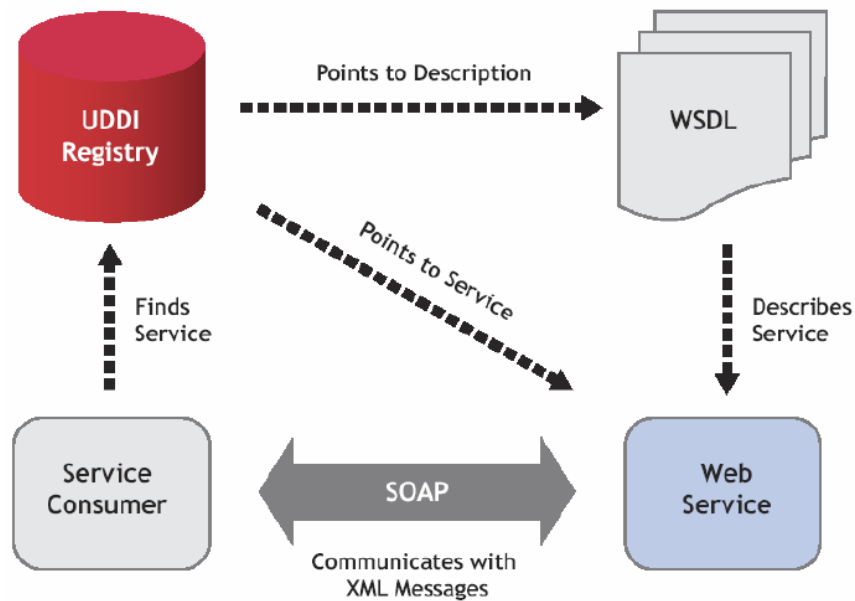 Points to Description
UDDI
Registry
WSDL
Points to Service
Finds
Service
Describes
Service
Service
Consumer
SOAP
Web
Service
Communicates with
XML Messages